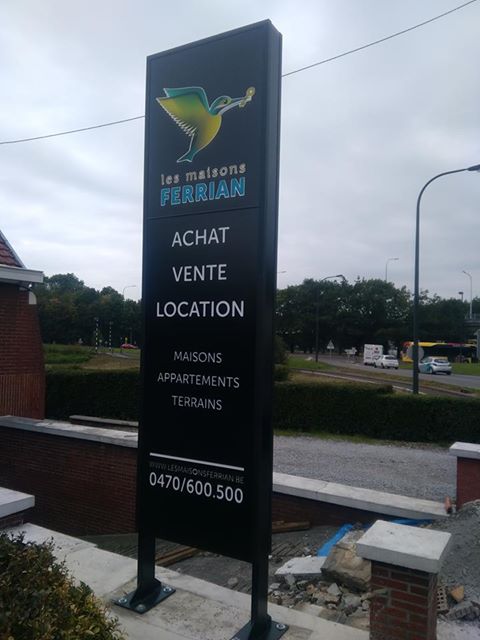 les maisons
FERRIAN
ACHAT
VENTE
LOCATION
MAISONS
APPARTEMENTS
TERRAINS
WWW.LESMAISONSFERRIAN.BE
0470/600.500